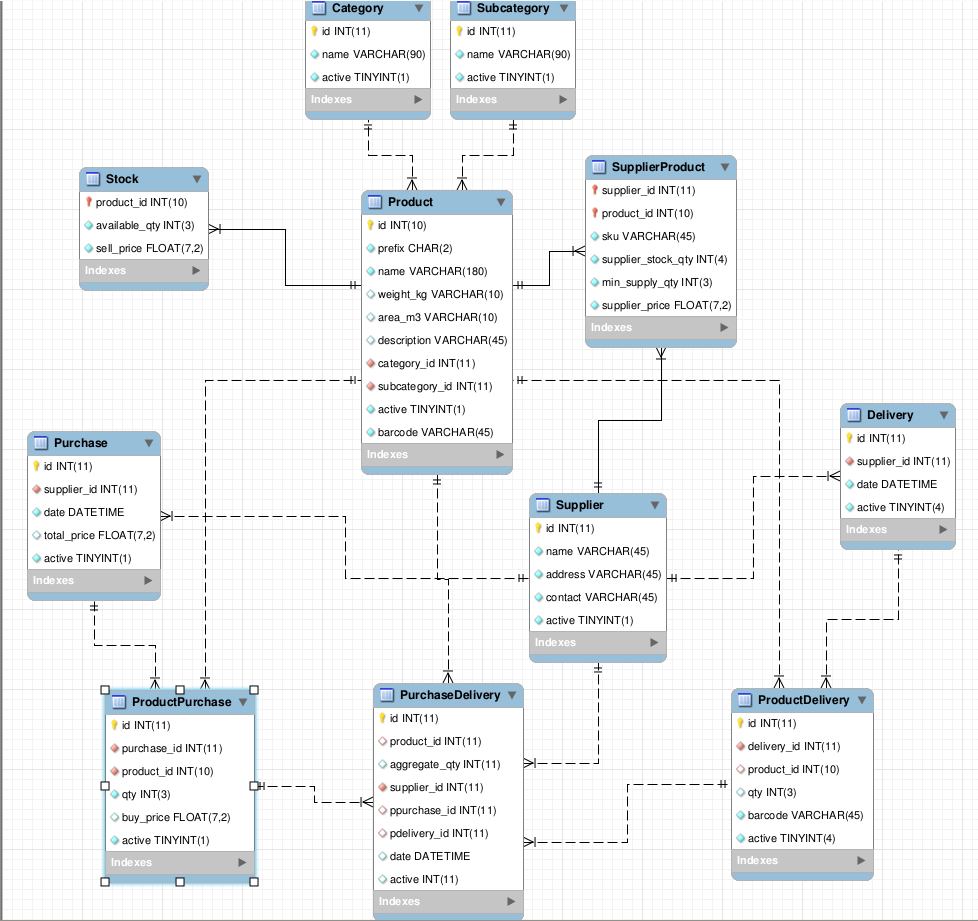 Category
id INT(11)
name VARCHAR(90)
active TINYINT(1)
Indexes
Subcategory
id INT(11)
name VARCHAR(90)
active TINYINT(1)
Indexes
Stock
product_id INT(10)
available_qty INT(3)
sell_price FLOAT(7,2)
Indexes
Product
id INT(10)
prefix CHAR(2)
name VARCHAR(180)
weight_kg VARCHAR(10)
area_m3 VARCHAR(10)
description VARCHAR(45)
category_id INT(11)
subcategory_id INT(11)
active TINYINT(1)
barcode VARCHAR(45)
Indexes
SupplierProduct
supplier_id INT(11)
product_id INT(10)
sku VARCHAR(45)
supplier_stock_qty INT(4)
min_supply_qty INT(3)
supplier_price FLOAT(7,2)
Indexes
Purchase
id INT(11)
supplier_id INT(11)
date DATETIME
total_price FLOAT(7,2)
active TINYINT(1)
Indexes
Supplier
id INT(11)
name VARCHAR(45)
address VARCHAR(45)
contact VARCHAR(45)
active TINYINT(1)
Indexes
Delivery
id INT(11)
supplier_id INT(11)
date DATETIME
active TINYINT(4)
Indexes
ProductPurchase
id INT(11)
purchase_id INT(11)
product_id INT(10)
qty INT(3)
buy_price FLOAT(7,2)
active TINYINT(1)
Indexes
PurchaseDelivery
id INT(11)
product_id INT(11)
aggregate_qty INT(11)
supplier_id INT(11)
ppurchase_id INT(11)
pdelivery_id INT(11)
date DATETIME
active INT(11)
Indexes
ProductDelivery
id INT(11)
delivery_id INT(11)
product_id INT(10)
qty INT(3)
barcode VARCHAR(45)
active TINYINT(4)
Indexes